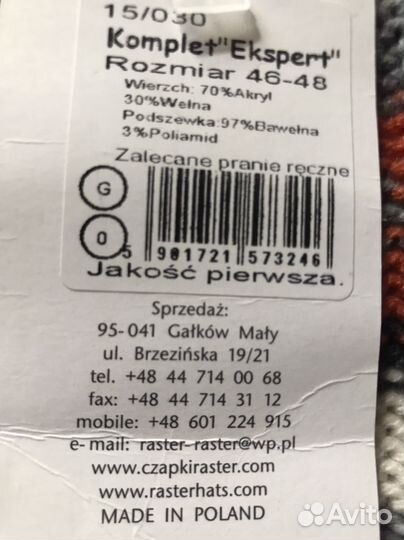 15/030
Komplet"Ekspert"
Rozmiar 46-48
Wierzch: 70%Akryl
30%Wełna
Podszewka:97%Bawełna
3%Poliamid
Zalecane pranie ręczne
G
0
5 901721 573246
Jakość pierwsza.
Sprzedaż:
95-041 Gałków Mały
ul. Brzezińska 19/21
tel. +48 44 714 00 68
fax: +48 44 714 31 12
mobile: +48 601 224 915
e-mail: raster-raster@wp.pl
www.czapkiraster.com
www.rasterhats.com
MADE IN POLAND
Avito